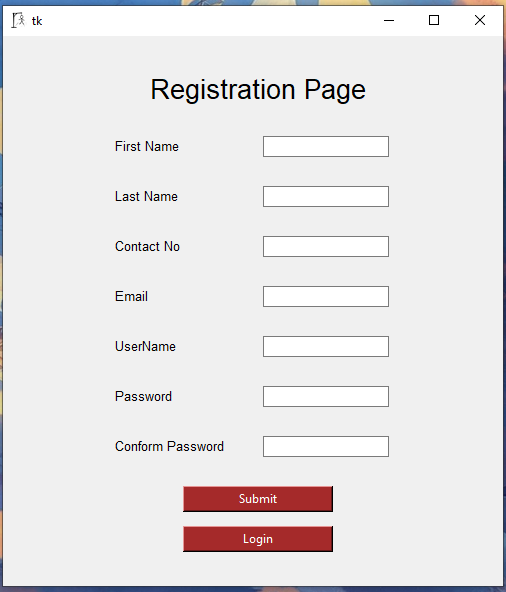 tk
Registration Page
First Name
Last Name
Contact No
Email
UserName
Password
Conform Password
Submit
Login